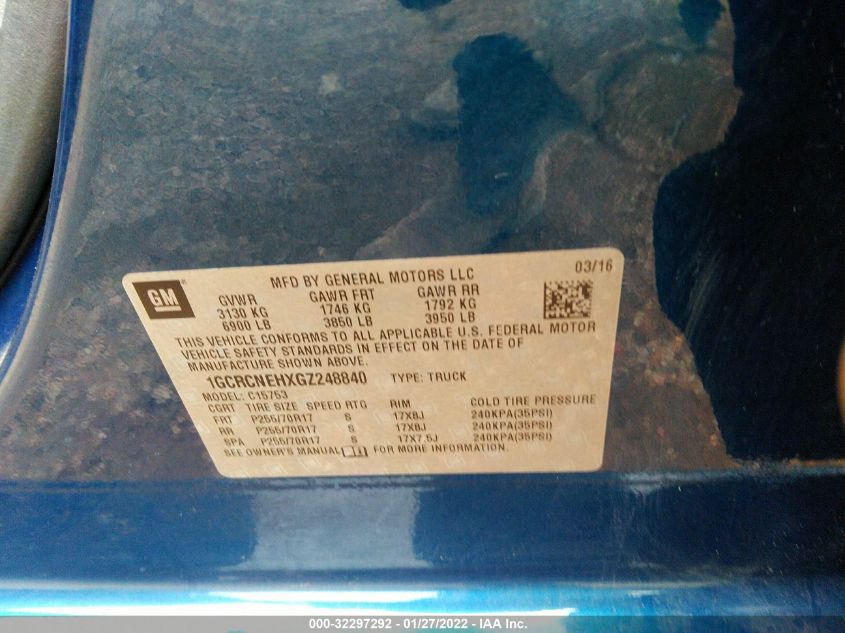 GM
MFD BY GENERAL MOTORS LLC
03/16
GVWR GAWR FRT GAWR RR
3130 KG 1746 KG 1792 KG
6900 LB 3850 LB 3950 LB
THIS VEHICLE CONFORMS TO ALL APPLICABLE U.S. FEDERAL MOTOR
VEHICLE SAFETY STANDARDS IN EFFECT ON THE DATE OF
MANUFACTURE SHOWN ABOVE.
1GCRCNEHXGZ248840 TYPE: TRUCK
MODEL: C15753
CGRT TIRE SIZE SPEED RTG RIM COLD TIRE PRESSURE
FRT P255/70R17 S 17X8J 240KPA(35PSI)
RR P255/70R17 S 17X8J 240KPA(35PSI)
SPA P255/70R17 S 17X7.5J 240KPA(35PSI)
SEE OWNER'S MANUAL FOR MORE INFORMATION.
000-32297292 - 01/27/2022 - IAA Inc.